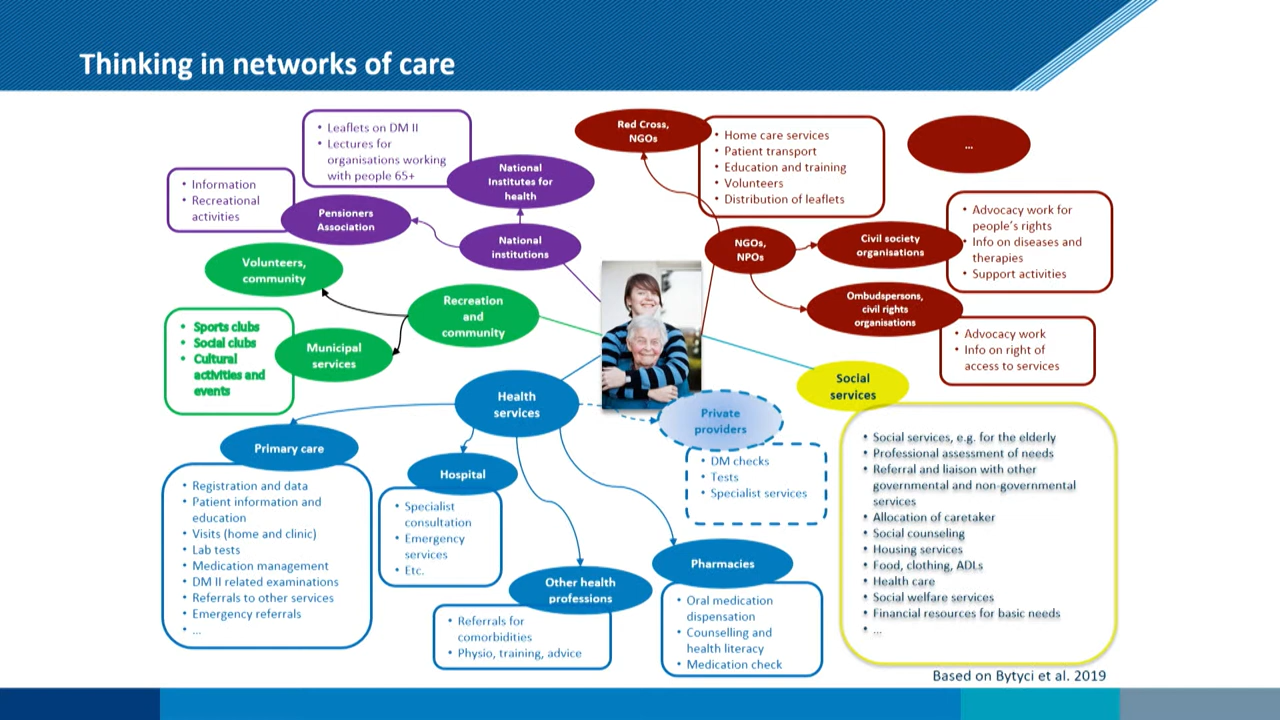 Thinking in networks of care
• Leaflets on DM II
• Lectures for
organisations working
with people 65+
National
Institutes for
health
• Information
• Recreational
activities
Pensioners
Association
National
institutions
Red Cross,
NGOs
• Home care services
• Patient transport
• Education and training
• Volunteers
• Distribution of leaflets
...
NGOs,
NPOs
Civil society
organisations
• Advocacy work for
people's rights
• Info on diseases and
therapies
• Support activities
Ombudspersons,
civil rights
organisations
• Advocacy work
• Info on right of
access to services
Volunteers,
community
Recreation
and
community
Municipal
services
• Sports clubs
• Social clubs
• Cultural
activities and
events
Health
services
Private
providers
• DM checks
• Tests
• Specialist services
Social
services
• Social services, e.g. for the elderly
• Professional assessment of needs
• Referral and liaison with other
governmental and non-governmental
services
• Allocation of caretaker
• Social counseling
• Housing services
• Food, clothing, ADLs
• Health care
• Social welfare services
• Financial resources for basic needs
• ...
Primary care
• Registration and data
• Patient information and
education
• Visits (home and clinic)
• Lab tests
• Medication management
• DM II related examinations
• Referrals to other services
• Emergency referrals
• ...
Hospital
• Specialist
consultation
• Emergency
services
• Etc.
Other health
professions
• Referrals for
comorbidities
• Physio, training, advice
Pharmacies
• Oral medication
dispensation
• Counselling and
health literacy
• Medication check
Based on Bytyci et al. 2019